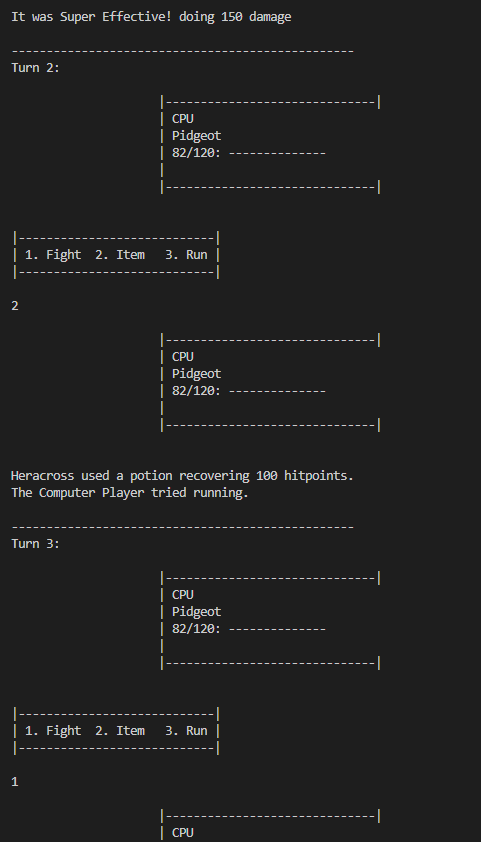 It was Super Effective! doing 150 damage
-------------------------------------------------
Turn 2:
|------------------------------|
| CPU
| Pidgeot
| 82/120: --------------
|
|------------------------------|
|----------------------------|
| 1. Fight  2. Item   3. Run |
|----------------------------|
2
|------------------------------|
| CPU
| Pidgeot
| 82/120: --------------
|
|------------------------------|
Heracross used a potion recovering 100 hitpoints.
The Computer Player tried running.
-------------------------------------------------
Turn 3:
|------------------------------|
| CPU
| Pidgeot
| 82/120: --------------
|
|------------------------------|
|----------------------------|
| 1. Fight  2. Item   3. Run |
|----------------------------|
1
|------------------------------|
| CPU